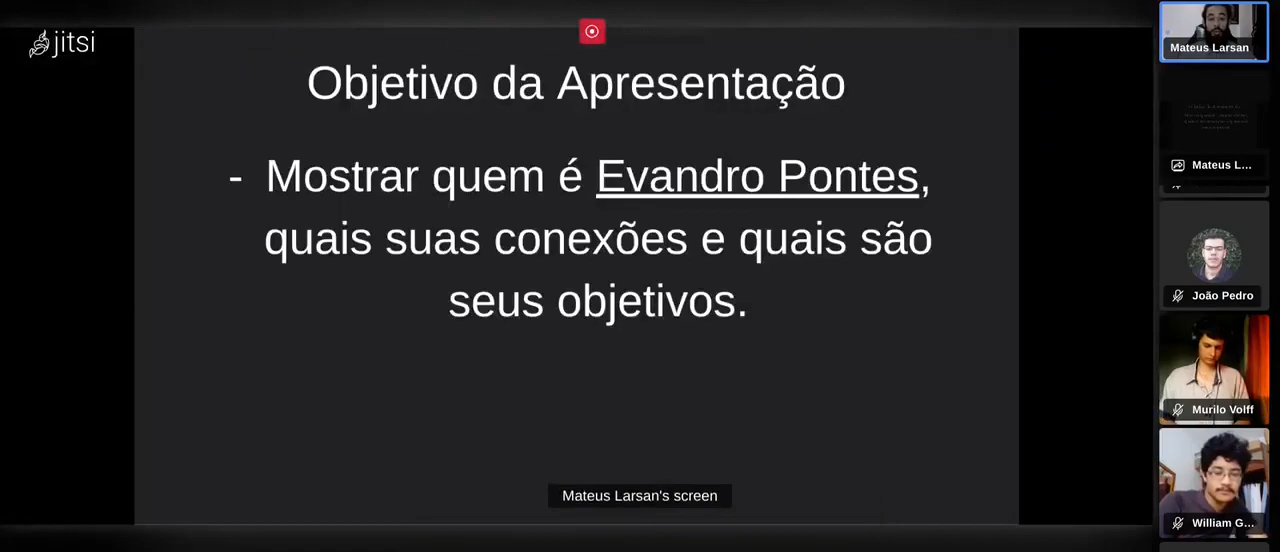 jitsi
Objetivo da Apresentação
- Mostrar quem é Evandro Pontes,
quais suas conexões e quais são
seus objetivos.
Mateus Larsan's screen
Mateus Larsan
Mateus L...
João Pedro
Murilo Volff
William G...